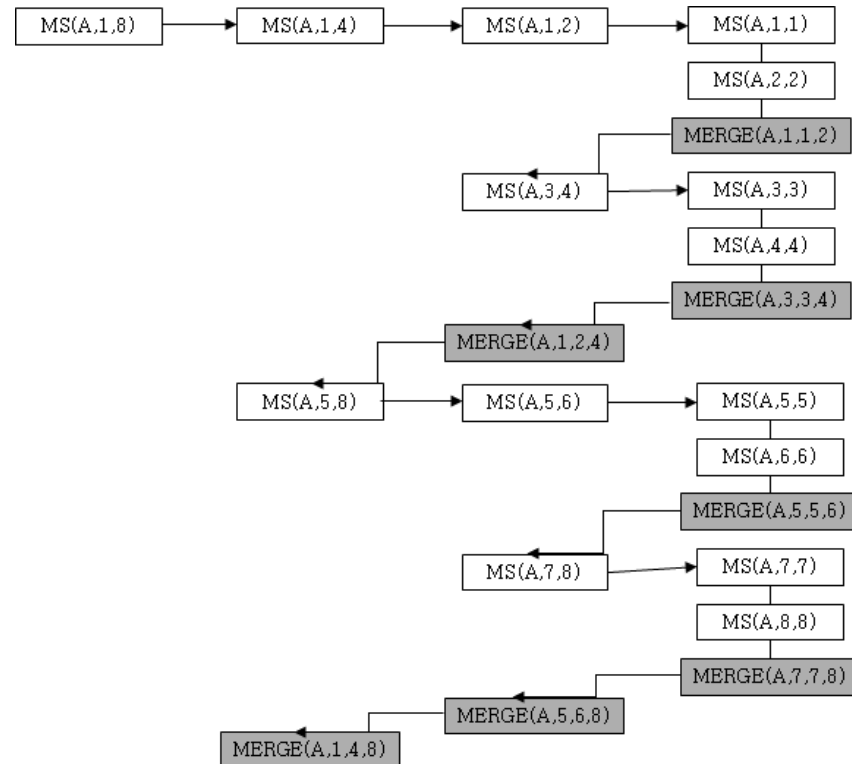 MS(A,1,8) MS(A,1,4) MS(A,1,2) MS(A,1,1)
MS(A,2,2)
MERGE(A,1,1,2)
MS(A,3,4) MS(A,3,3)
MS(A,4,4)
MERGE(A,3,3,4)
MERGE(A,1,2,4)
MS(A,5,8) MS(A,5,6) MS(A,5,5)
MS(A,6,6)
MERGE(A,5,5,6)
MS(A,7,8) MS(A,7,7)
MS(A,8,8)
MERGE(A,7,7,8)
MERGE(A,5,6,8)
MERGE(A,1,4,8)